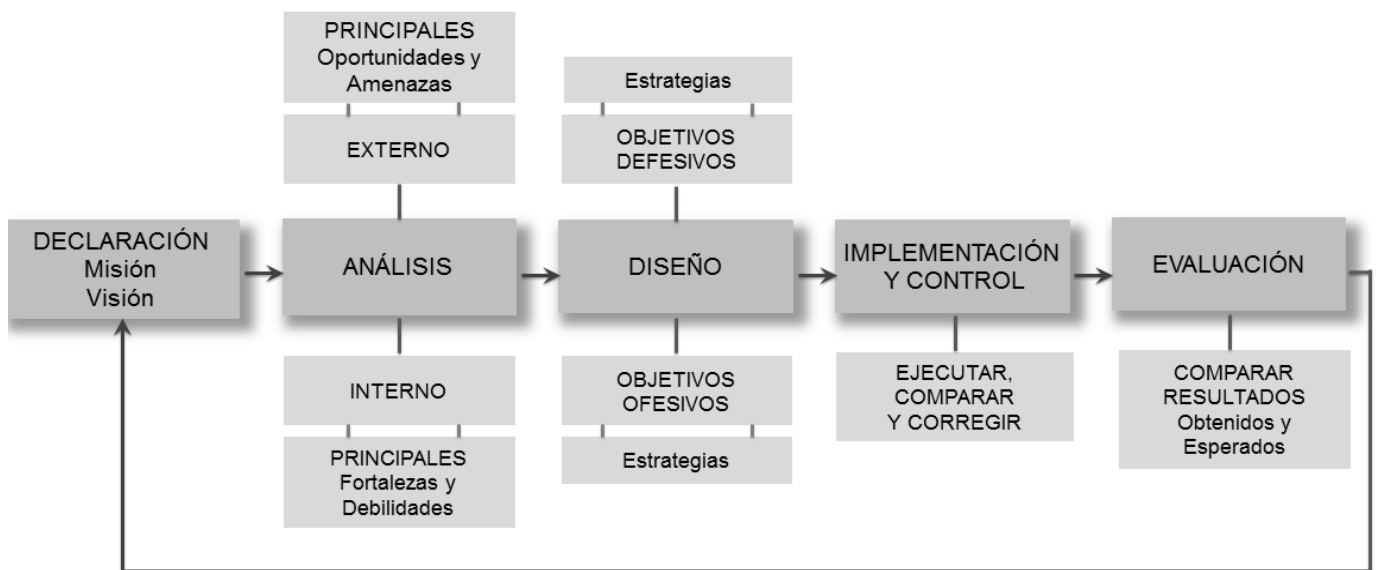 PRINCIPALES
Oportunidades y
Amenazas
EXTERNO
Estrategias
OBJETIVOS
DEFESIVOS
DECLARACIÓN
Misión
Visión
ANÁLISIS
DISEÑO
IMPLEMENTACIÓN
Y CONTROL
EVALUACIÓN
INTERNO
PRINCIPALES
Fortalezas y
Debilidades
OBJETIVOS
OFESIVOS
Estrategias
EJECUTAR,
COMPARAR
Y CORREGIR
COMPARAR
RESULTADOS
Obtenidos y
Esperados